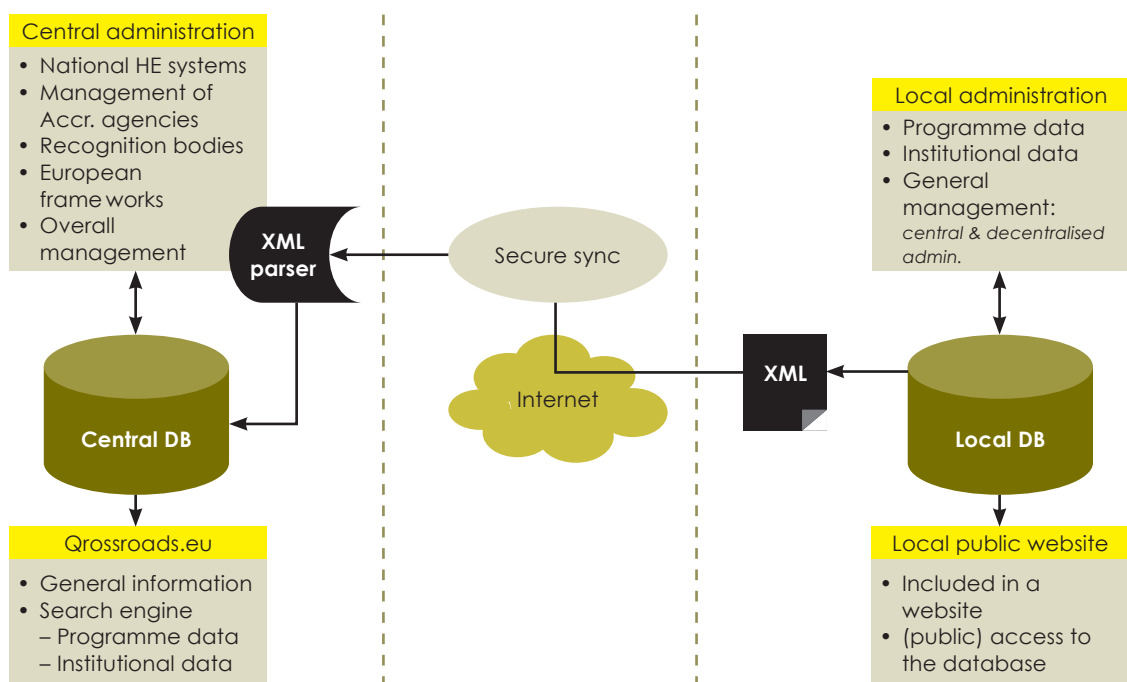 Central administration
• National HE systems
• Management of
Accr. agencies
• Recognition bodies
• European
frame works
• Overall
management
XML
parser
Central DB
Qrossroads.eu
• General information
• Search engine
– Programme data
– Institutional data
Secure sync
Internet
XML
Local administration
• Programme data
• Institutional data
• General
management:
central & decentralised
admin.
Local DB
Local public website
• Included in a
website
• (public) access to
the database